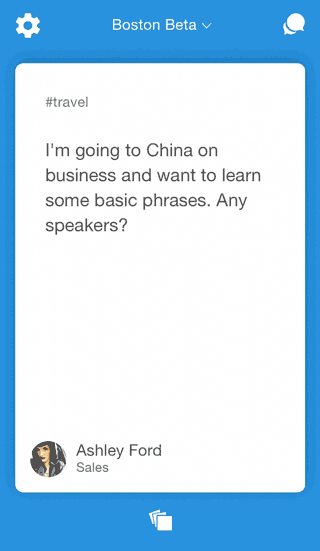 Boston Beta
#travel
I'm going to China on
business and want to learn
some basic phrases. Any
speakers?
Ashley Ford
Sales